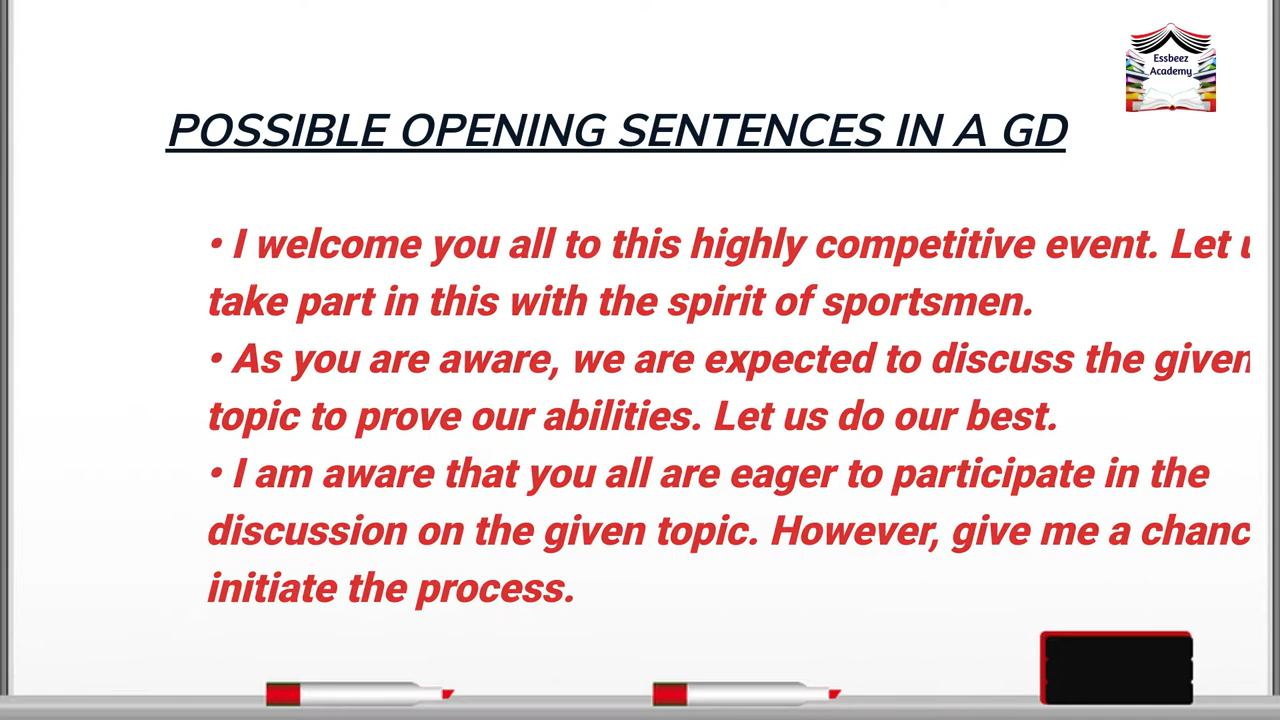 Essbeez
Academy
POSSIBLE OPENING SENTENCES IN A GD
• I welcome you all to this highly competitive event. Let
take part in this with the spirit of sportsmen.
• As you are aware, we are expected to discuss the given
topic to prove our abilities. Let us do our best.
• I am aware that you all are eager to participate in the
discussion on the given topic. However, give me a chanc
initiate the process.